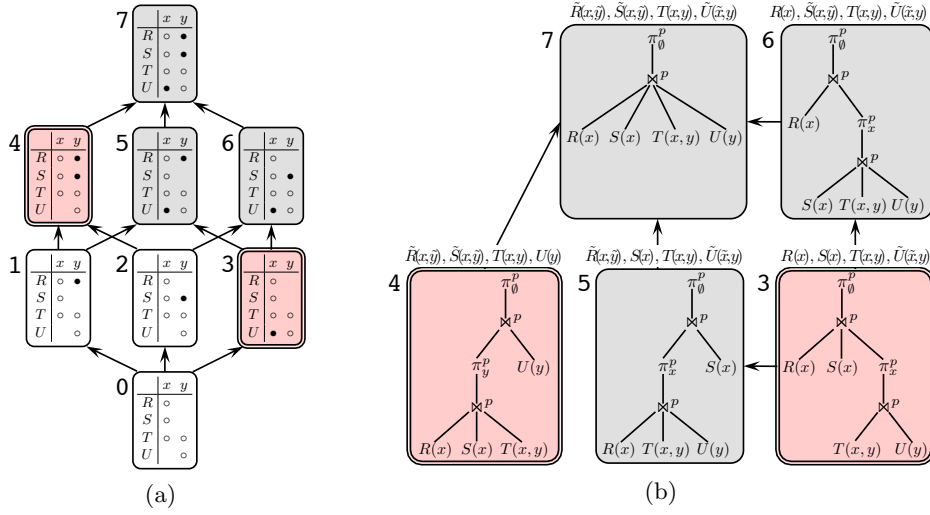 7
x y
R ○ ●
S ○ ●
T ○ ○
U ● ○
4
x y
R ○ ●
S ○ ●
T ○ ○
U ○
5
x y
R ○ ●
S ○
T ○ ○
U ● ○
6
x y
R ○
S ○ ●
T ○ ○
U ● ○
1
x y
R ○ ●
S ○
T ○ ○
U ○
2
x y
R ○
S ○ ●
T ○ ○
U ○
3
x y
R ○
S ○
T ○ ○
U ● ○
0
x y
R ○
S ○
T ○ ○
U ○
(a)
R̃(x,ỹ), S̃(x,ỹ), T(x,y), Ũ(x̃,y)
7
π^p_∅
⋈^p
R(x) S(x) T(x, y) U(y)
R(x), S̃(x,ỹ), T(x,y), Ũ(x̃,y)
6
π^p_∅
⋈^p
R(x) π^p_x
⋈^p
S(x) T(x, y) U(y)
R̃(x,ỹ), S̃(x,ỹ), T(x,y), U(y)
4
π^p_∅
⋈^p
π^p_y U(y)
⋈^p
R(x) S(x) T(x, y)
R̃(x,ỹ), S(x), T(x,y), Ũ(x̃,y)
5
π^p_∅
⋈^p
π^p_x S(x)
⋈^p
R(x) T(x, y) U(y)
R(x), S(x), T(x,y), Ũ(x̃,y)
3
π^p_∅
⋈^p
R(x) S(x) π^p_x
⋈^p
T(x, y) U(y)
(b)